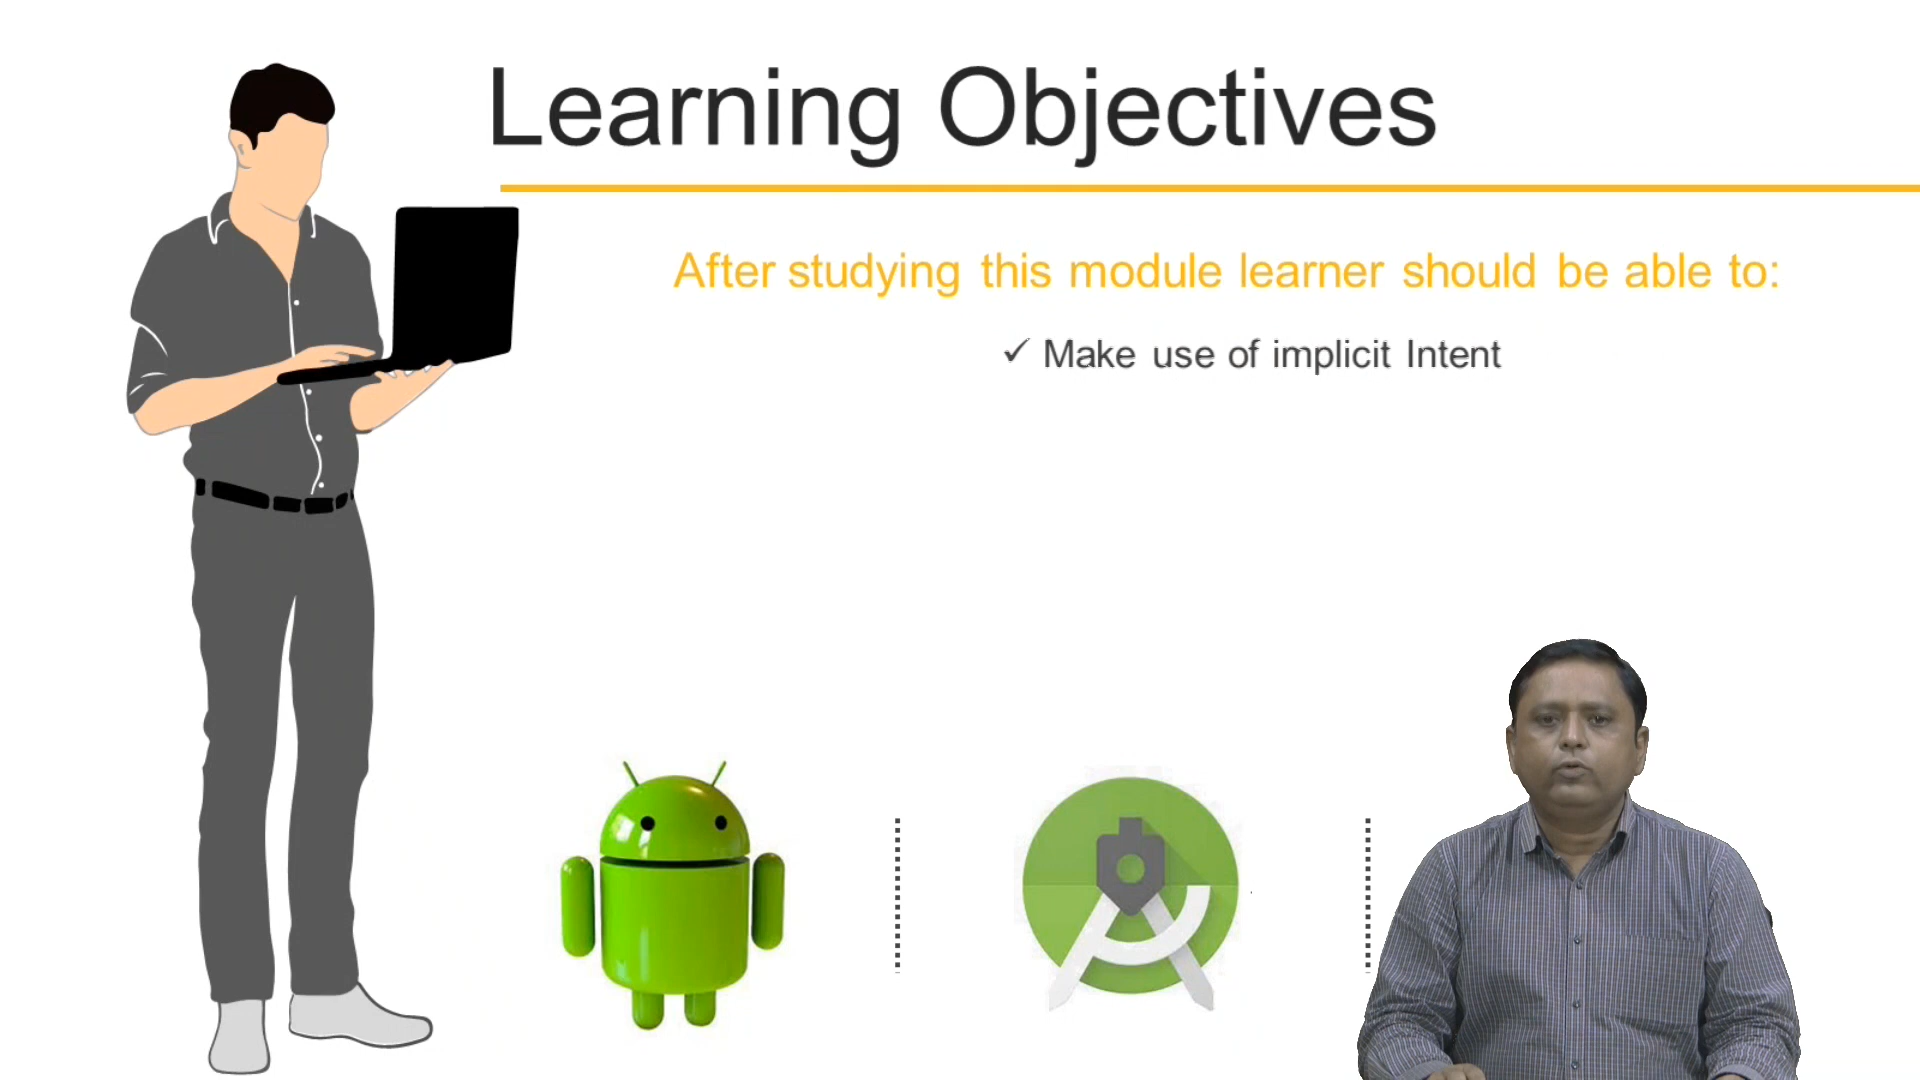 Learning Objectives
After studying this module learner should be able to:
✓ Make use of implicit Intent